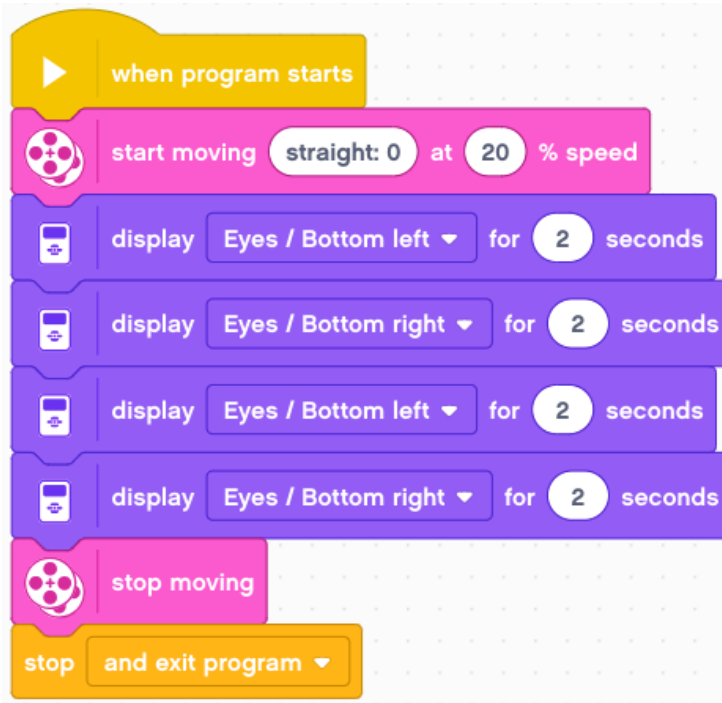 when program starts
start moving straight: 0 at 20 % speed
display Eyes / Bottom left for 2 seconds
display Eyes / Bottom right for 2 seconds
display Eyes / Bottom left for 2 seconds
display Eyes / Bottom right for 2 seconds
stop moving
stop and exit program